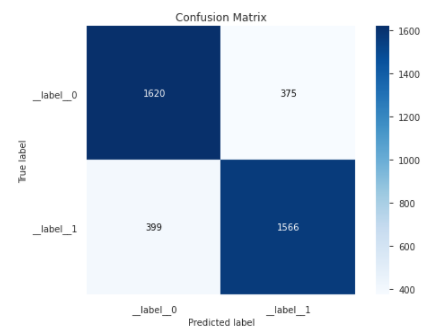 Confusion Matrix
1600
1620
375
1400
__label__0
1200
True label
1000
800
__label__1
399
1566
600
400
__label__0
__label__1
Predicted label